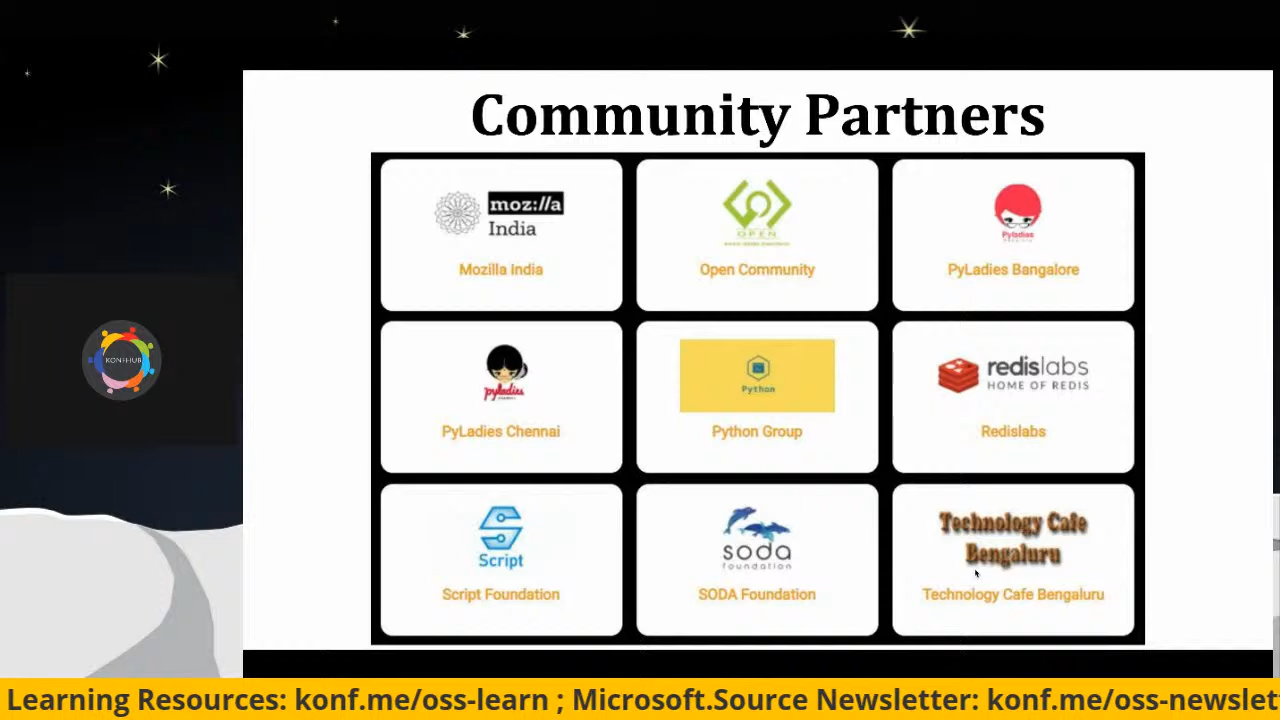 Community Partners
moz://a
India
Mozilla India
OPEN
Open Community
Pyladies
PyLadies Bangalore
KONFHUB
pyladies
PyLadies Chennai
Python
Python Group
redislabs
HOME OF REDIS
Redislabs
Script
Script Foundation
soda
foundation
SODA Foundation
Technology Cafe
Bengaluru
Technology Cafe Bengaluru
Learning Resources: konf.me/oss-learn ; Microsoft.Source Newsletter: konf.me/oss-newslet